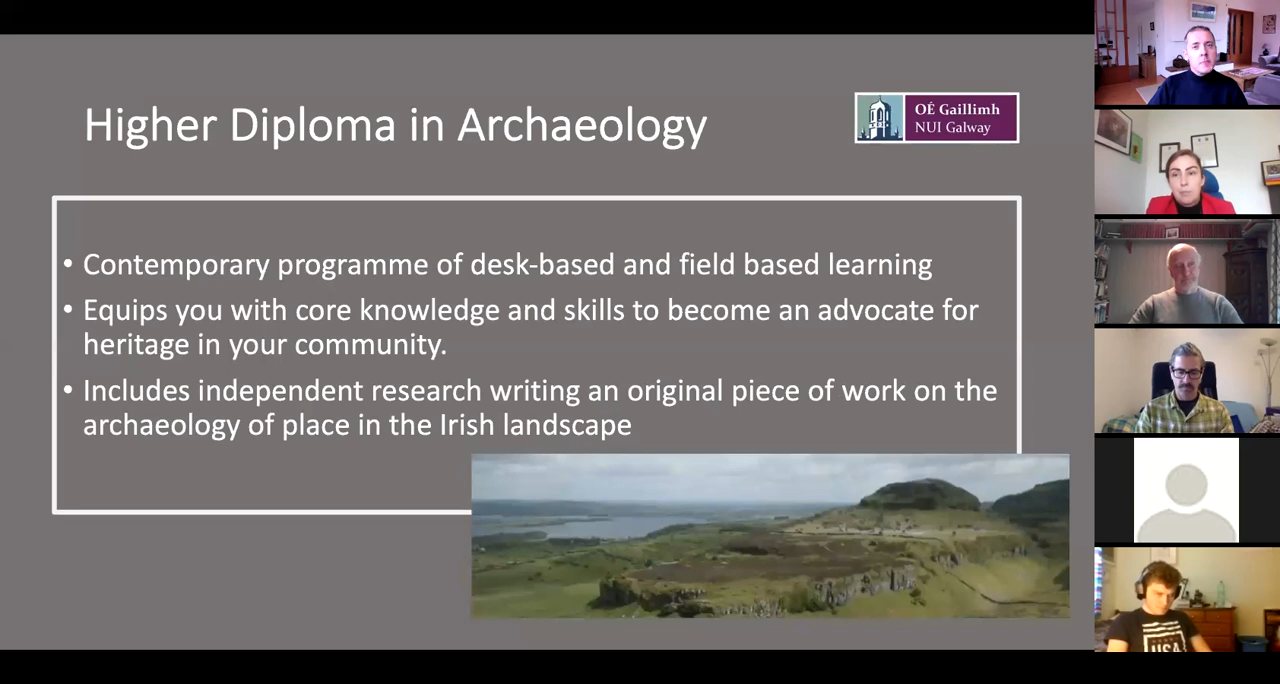 Higher Diploma in Archaeology
OÉ Gaillimh
NUI Galway
• Contemporary programme of desk-based and field based learning
• Equips you with core knowledge and skills to become an advocate for
heritage in your community.
• Includes independent research writing an original piece of work on the
archaeology of place in the Irish landscape
USA